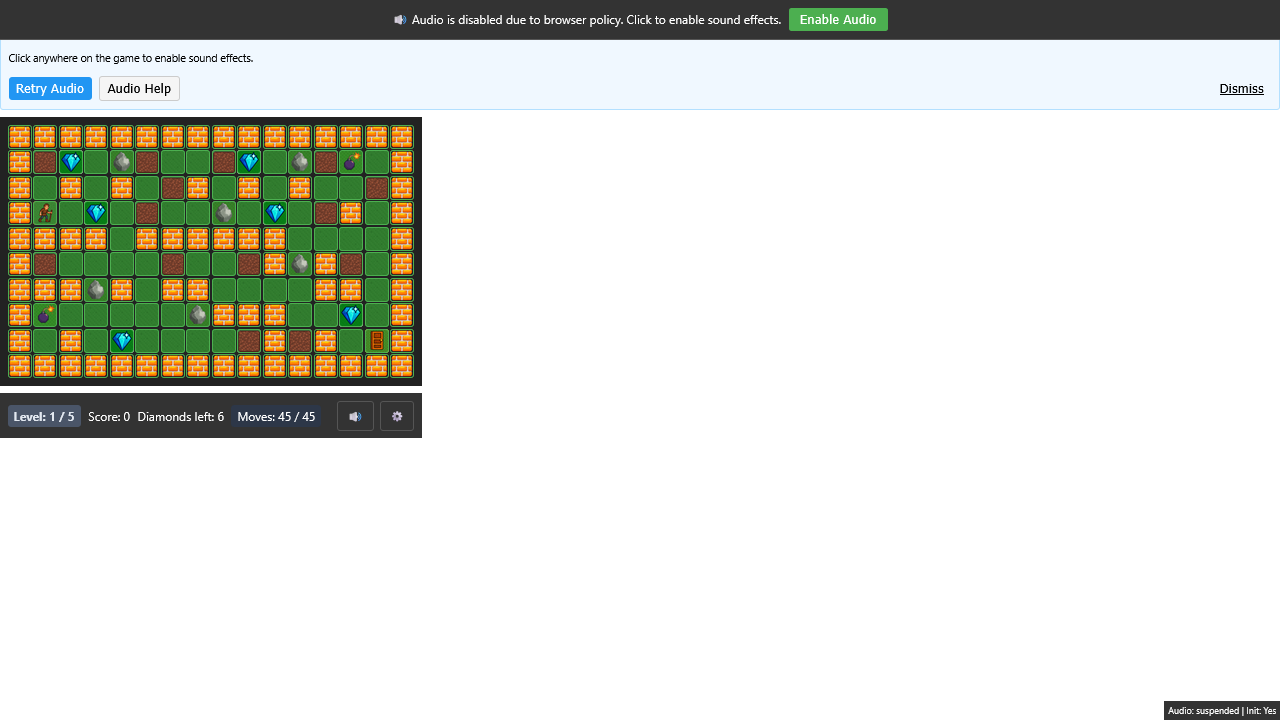 🔊 Audio is disabled due to browser policy. Click to enable sound effects. Enable Audio
Click anywhere on the game to enable sound effects.
Retry Audio Audio Help Dismiss
Level: 1 / 5 Score: 0 Diamonds left: 6 Moves: 45 / 45
Audio: suspended | Init: Yes